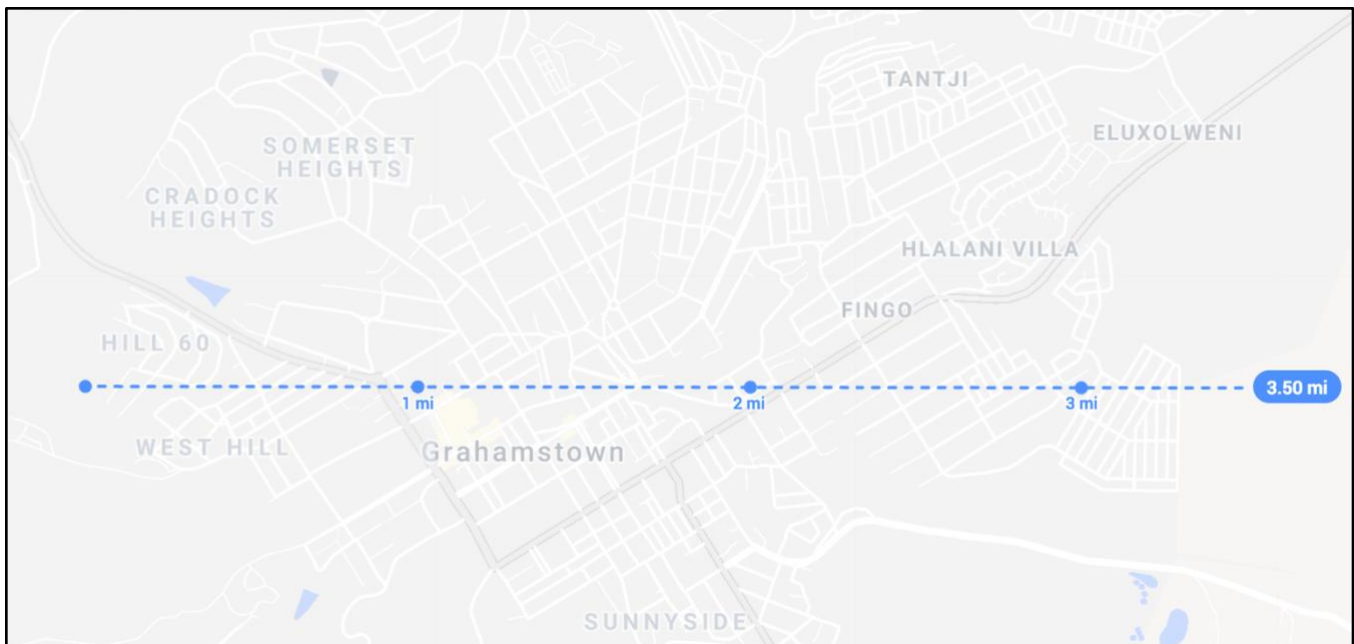 TANTJI
ELUXOLWENI
SOMERSET
HEIGHTS
CRADOCK
HEIGHTS
HLALANI VILLA
FINGO
HILL 60
3.50 mi
1 mi
2 mi
3 mi
WEST HILL
Grahamstown
SUNNYSIDE